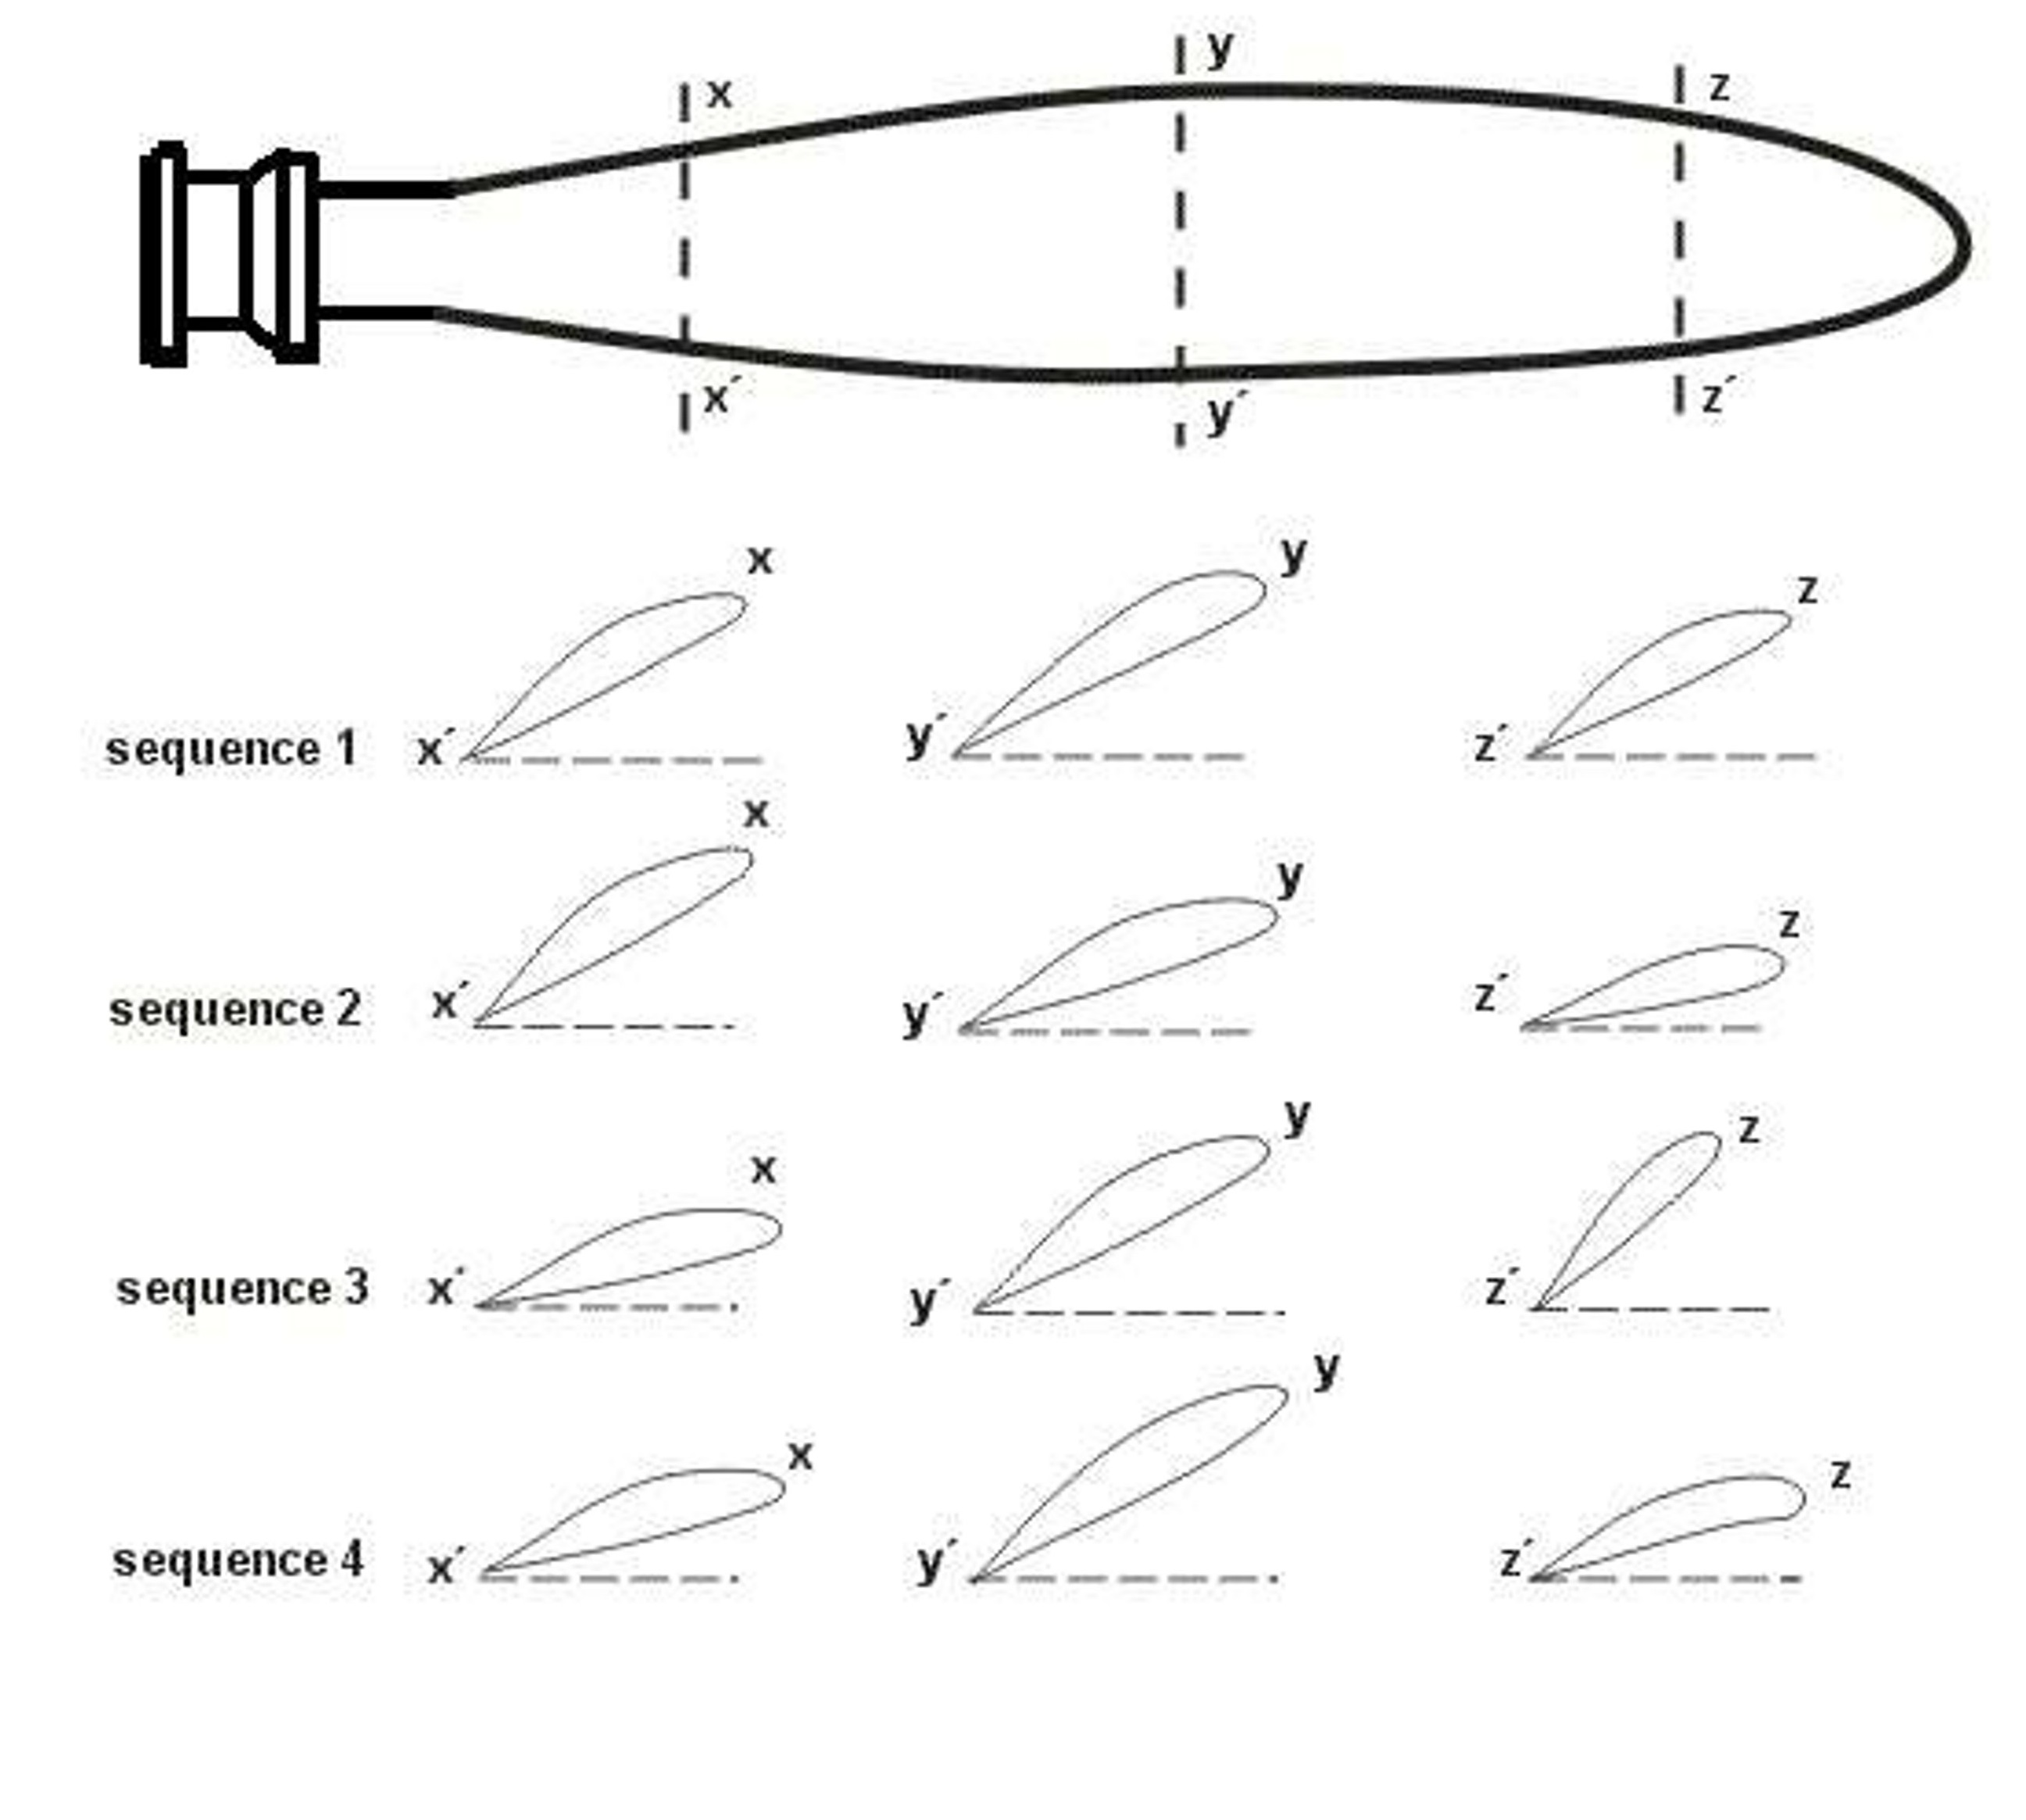 y
x z
x´ y´ z´
x y z
sequence 1 x´ y´ z´
x y z
sequence 2 x´ y´ z´
x y z
sequence 3 x´ y´ z´
x y z
sequence 4 x´ y´ z´